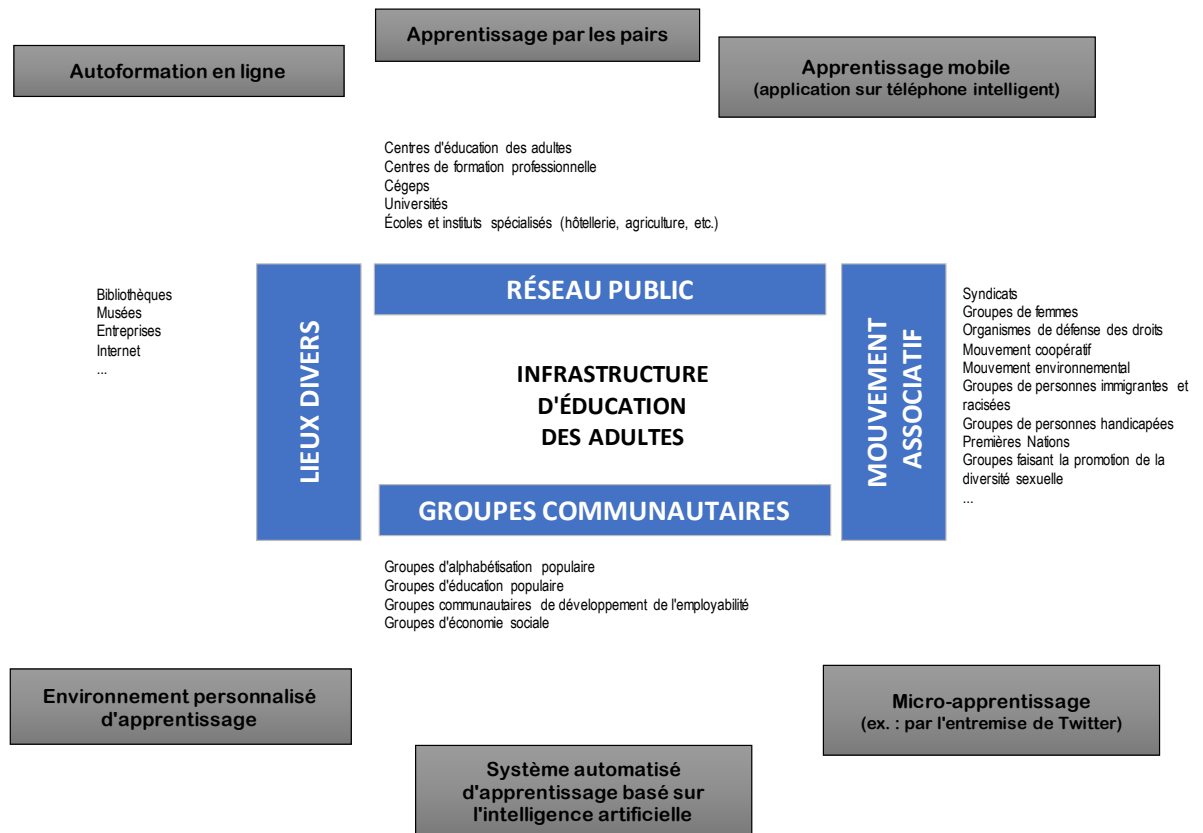 Autoformation en ligne
Apprentissage par les pairs
Apprentissage mobile
(application sur téléphone intelligent)
Centres d'éducation des adultes
Centres de formation professionnelle
Cégeps
Universités
Écoles et instituts spécialisés (hôtellerie, agriculture, etc.)
Bibliothèques
Musées
Entreprises
Internet
...
LIEUX DIVERS
RÉSEAU PUBLIC
INFRASTRUCTURE
D'ÉDUCATION
DES ADULTES
GROUPES COMMUNAUTAIRES
MOUVEMENT
ASSOCIATIF
Syndicats
Groupes de femmes
Organismes de défense des droits
Mouvement coopératif
Mouvement environnemental
Groupes de personnes immigrantes et
racisées
Groupes de personnes handicapées
Premières Nations
Groupes faisant la promotion de la
diversité sexuelle
...
Groupes d'alphabétisation populaire
Groupes d'éducation populaire
Groupes communautaires de développement de l'employabilité
Groupes d'économie sociale
Environnement personnalisé
d'apprentissage
Système automatisé
d'apprentissage basé sur
l'intelligence artificielle
Micro-apprentissage
(ex. : par l'entremise de Twitter)